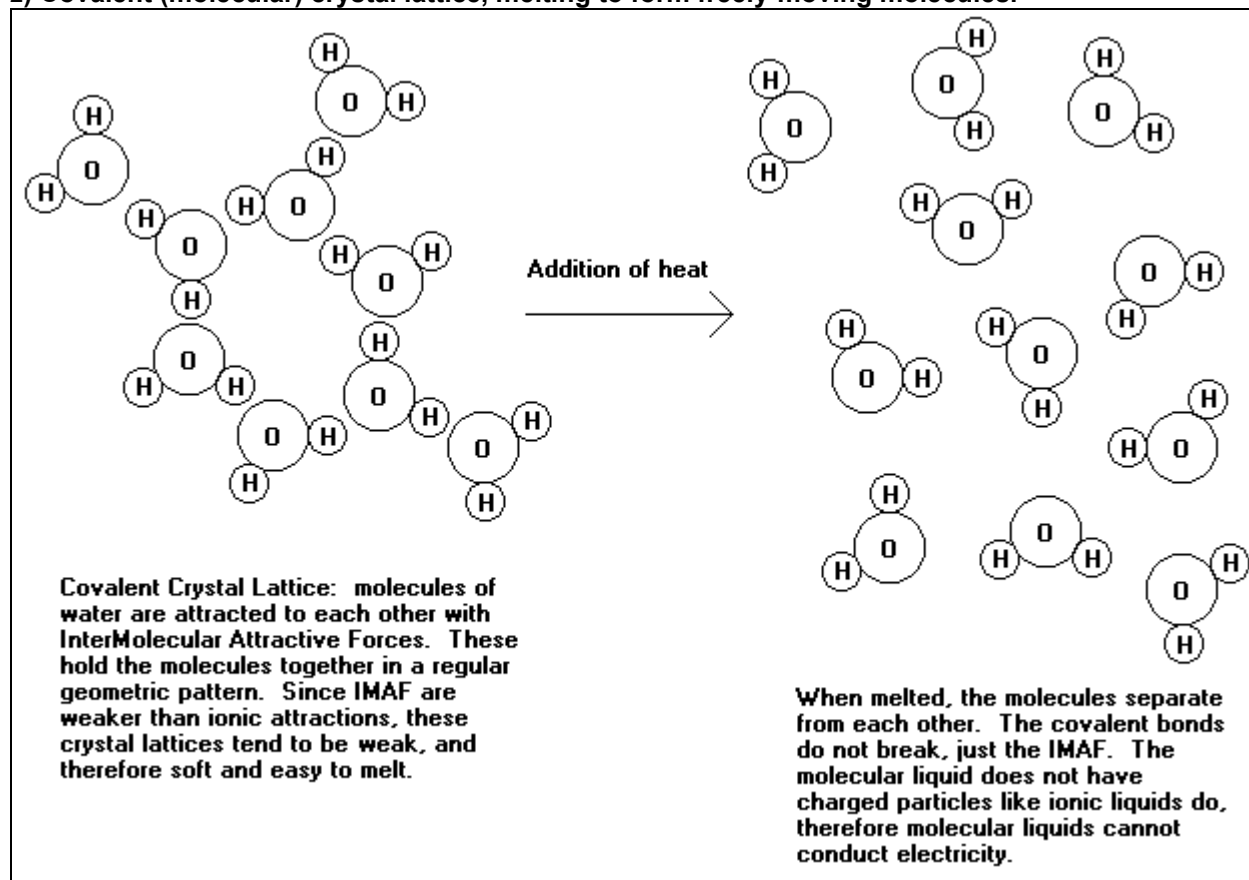 2) Covalent (molecular) crystal lattice, melting to form freely-moving molecules.
H
H O
H
H O
H
H O
H
O H
H
H O
O
H
H O H
O H
H
H
O
H
O H
H
Addition of heat
H
O
H
H
O
H
H
O
H
H H
O
O H
H
H
O H
H
O
H
H
H O
H
O
H
O
H H
H
O
H
Covalent Crystal Lattice: molecules of
water are attracted to each other with
InterMolecular Attractive Forces. These
hold the molecules together in a regular
geometric pattern. Since IMAF are
weaker than ionic attractions, these
crystal lattices tend to be weak, and
therefore soft and easy to melt.
When melted, the molecules separate
from each other. The covalent bonds
do not break, just the IMAF. The
molecular liquid does not have
charged particles like ionic liquids do,
therefore molecular liquids cannot
conduct electricity.